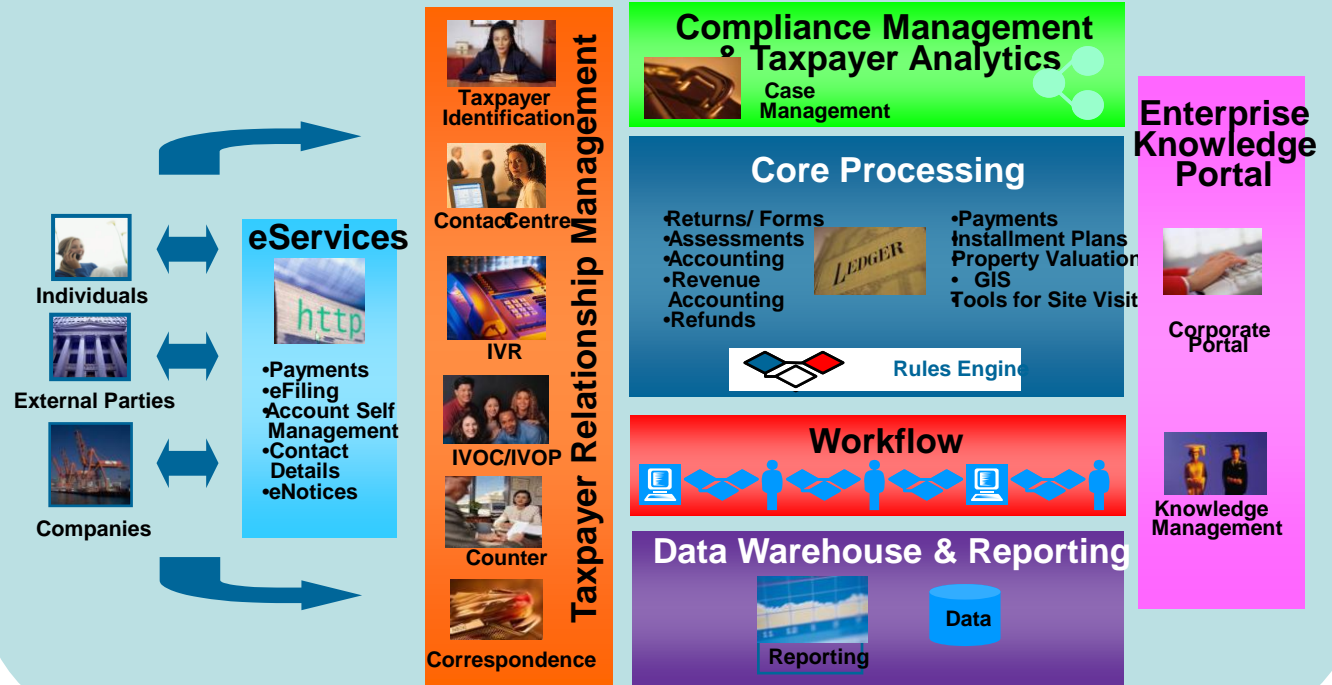 Individuals
External Parties
Companies
eServices
http
•Payments
•eFiling
•Account Self
Management
•Contact
Details
•eNotices
Taxpayer Relationship Management
Taxpayer
Identification
Contact Centre
IVR
IVOC/IVOP
Counter
Correspondence
Compliance Management
& Taxpayer Analytics
Case
Management
Core Processing
•Returns/ Forms
•Assessments
•Accounting
•Revenue
Accounting
•Refunds
LEDGER
•Payments
•Installment Plans
•Property Valuation
• GIS
•Tools for Site Visit
Rules Engine
Workflow
Data Warehouse & Reporting
11 12 1
Reporting
Data
Enterprise
Knowledge
Portal
Corporate
Portal
Knowledge
Management